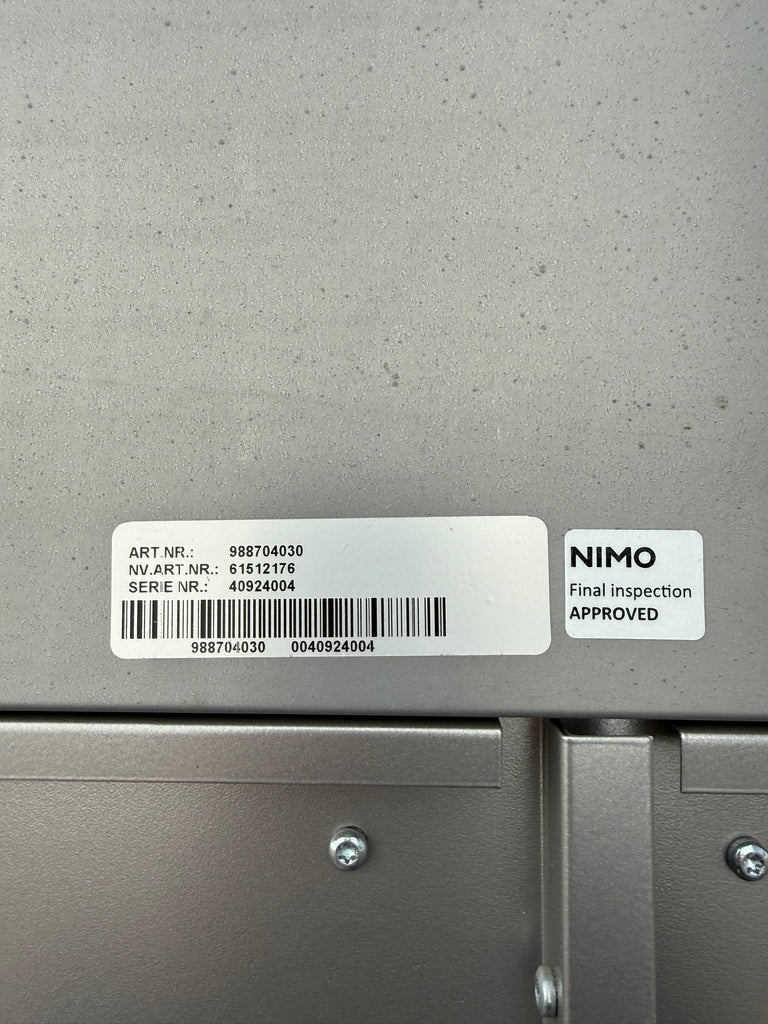 ART.NR.: 988704030
NV.ART.NR.: 61512176
SERIE NR.: 40924004
988704030 0040924004
NIMO
Final inspection
APPROVED